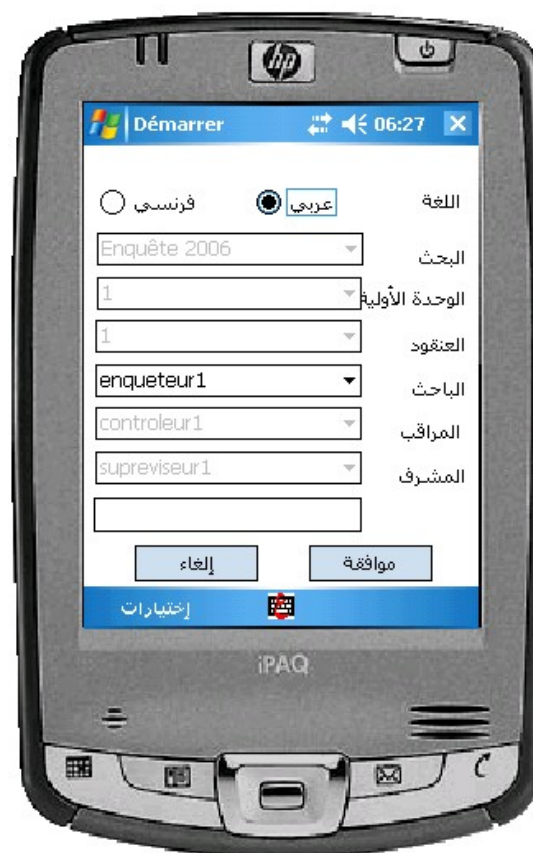 hp
Démarrer 06:27
اللغة عربي فرنسي
البحث Enquête 2006
الوحدة الأولية 1
العنقود 1
الباحث enqueteur1
المراقب controleur1
المشرف supreviseur1
موافقة إلغاء
إختيارات
iPAQ